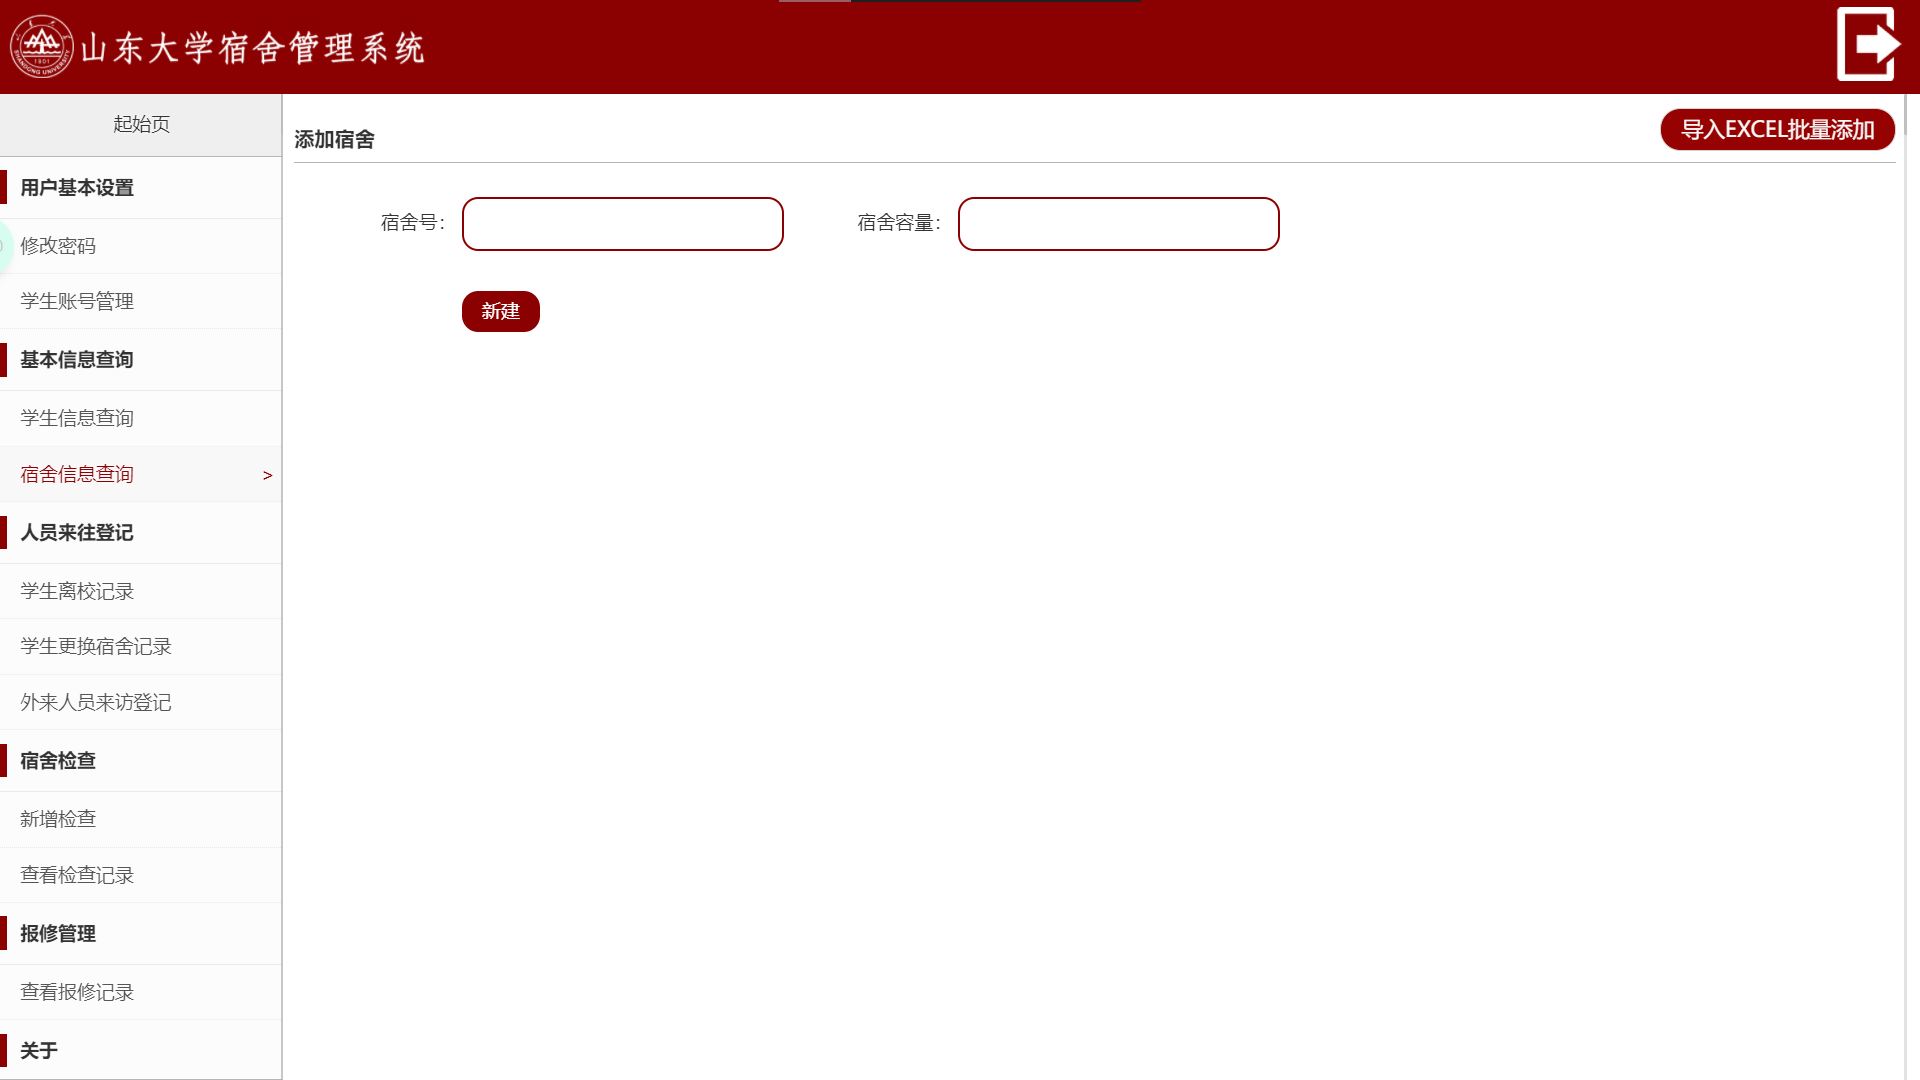 山东大学宿舍管理系统
SHANDONG UNIVERSITY
1901
起始页
用户基本设置
修改密码
学生账号管理
基本信息查询
学生信息查询
宿舍信息查询 >
人员来往登记
学生离校记录
学生更换宿舍记录
外来人员来访登记
宿舍检查
新增检查
查看检查记录
报修管理
查看报修记录
关于
添加宿舍
导入EXCEL批量添加
宿舍号：
宿舍容量：
新建